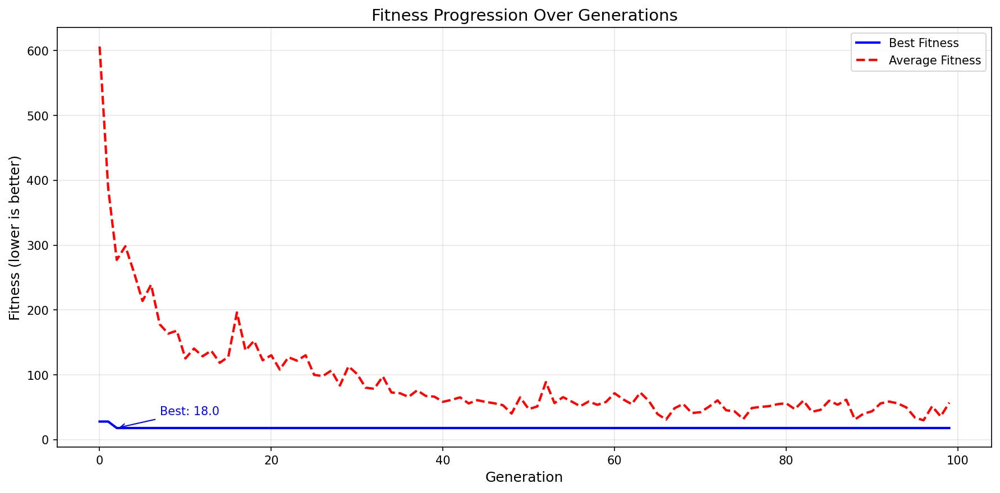 Fitness Progression Over Generations
Best Fitness
Average Fitness
Fitness (lower is better)
600
500
400
300
200
100
0
Best: 18.0
0 20 40 60 80 100
Generation